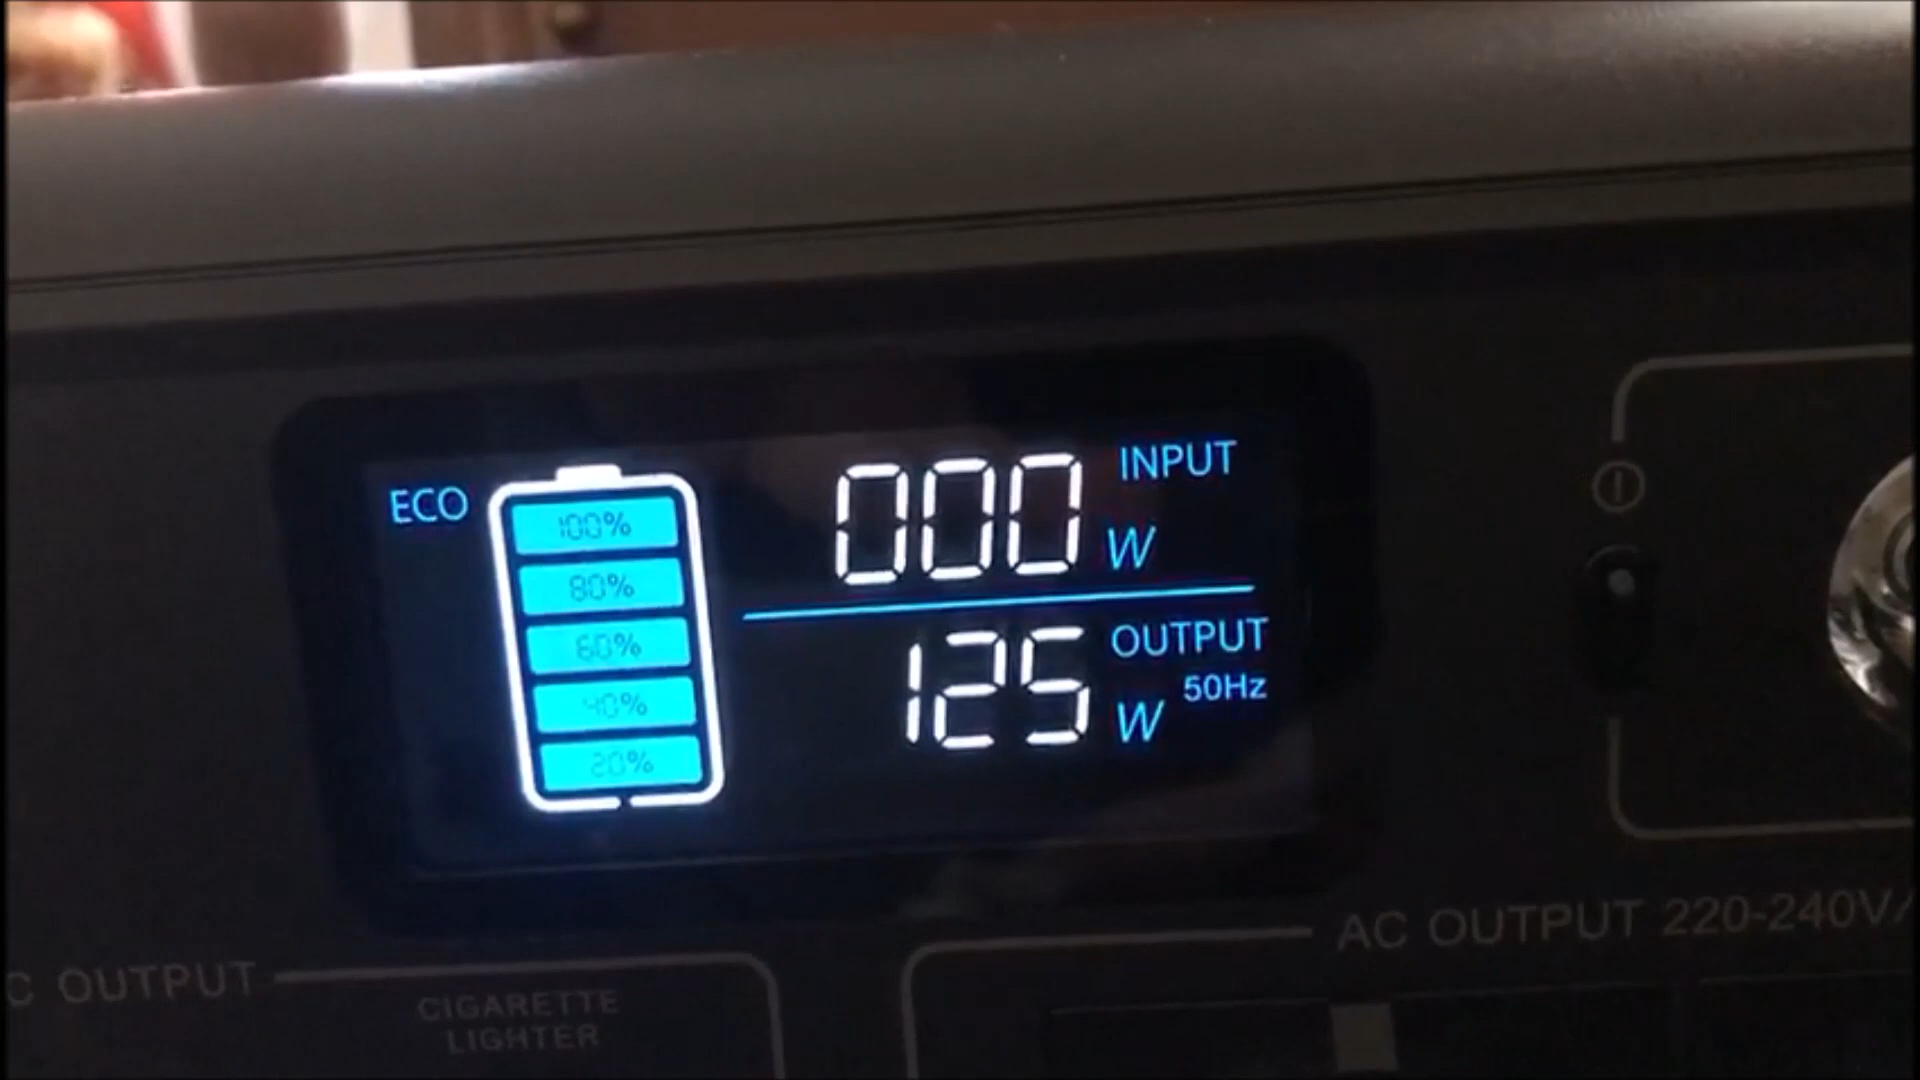 ECO
100%
80%
60%
40%
20%
000 W INPUT
125 W OUTPUT
50Hz
AC OUTPUT 220-240V/
C OUTPUT
CIGARETTE
LIGHTER